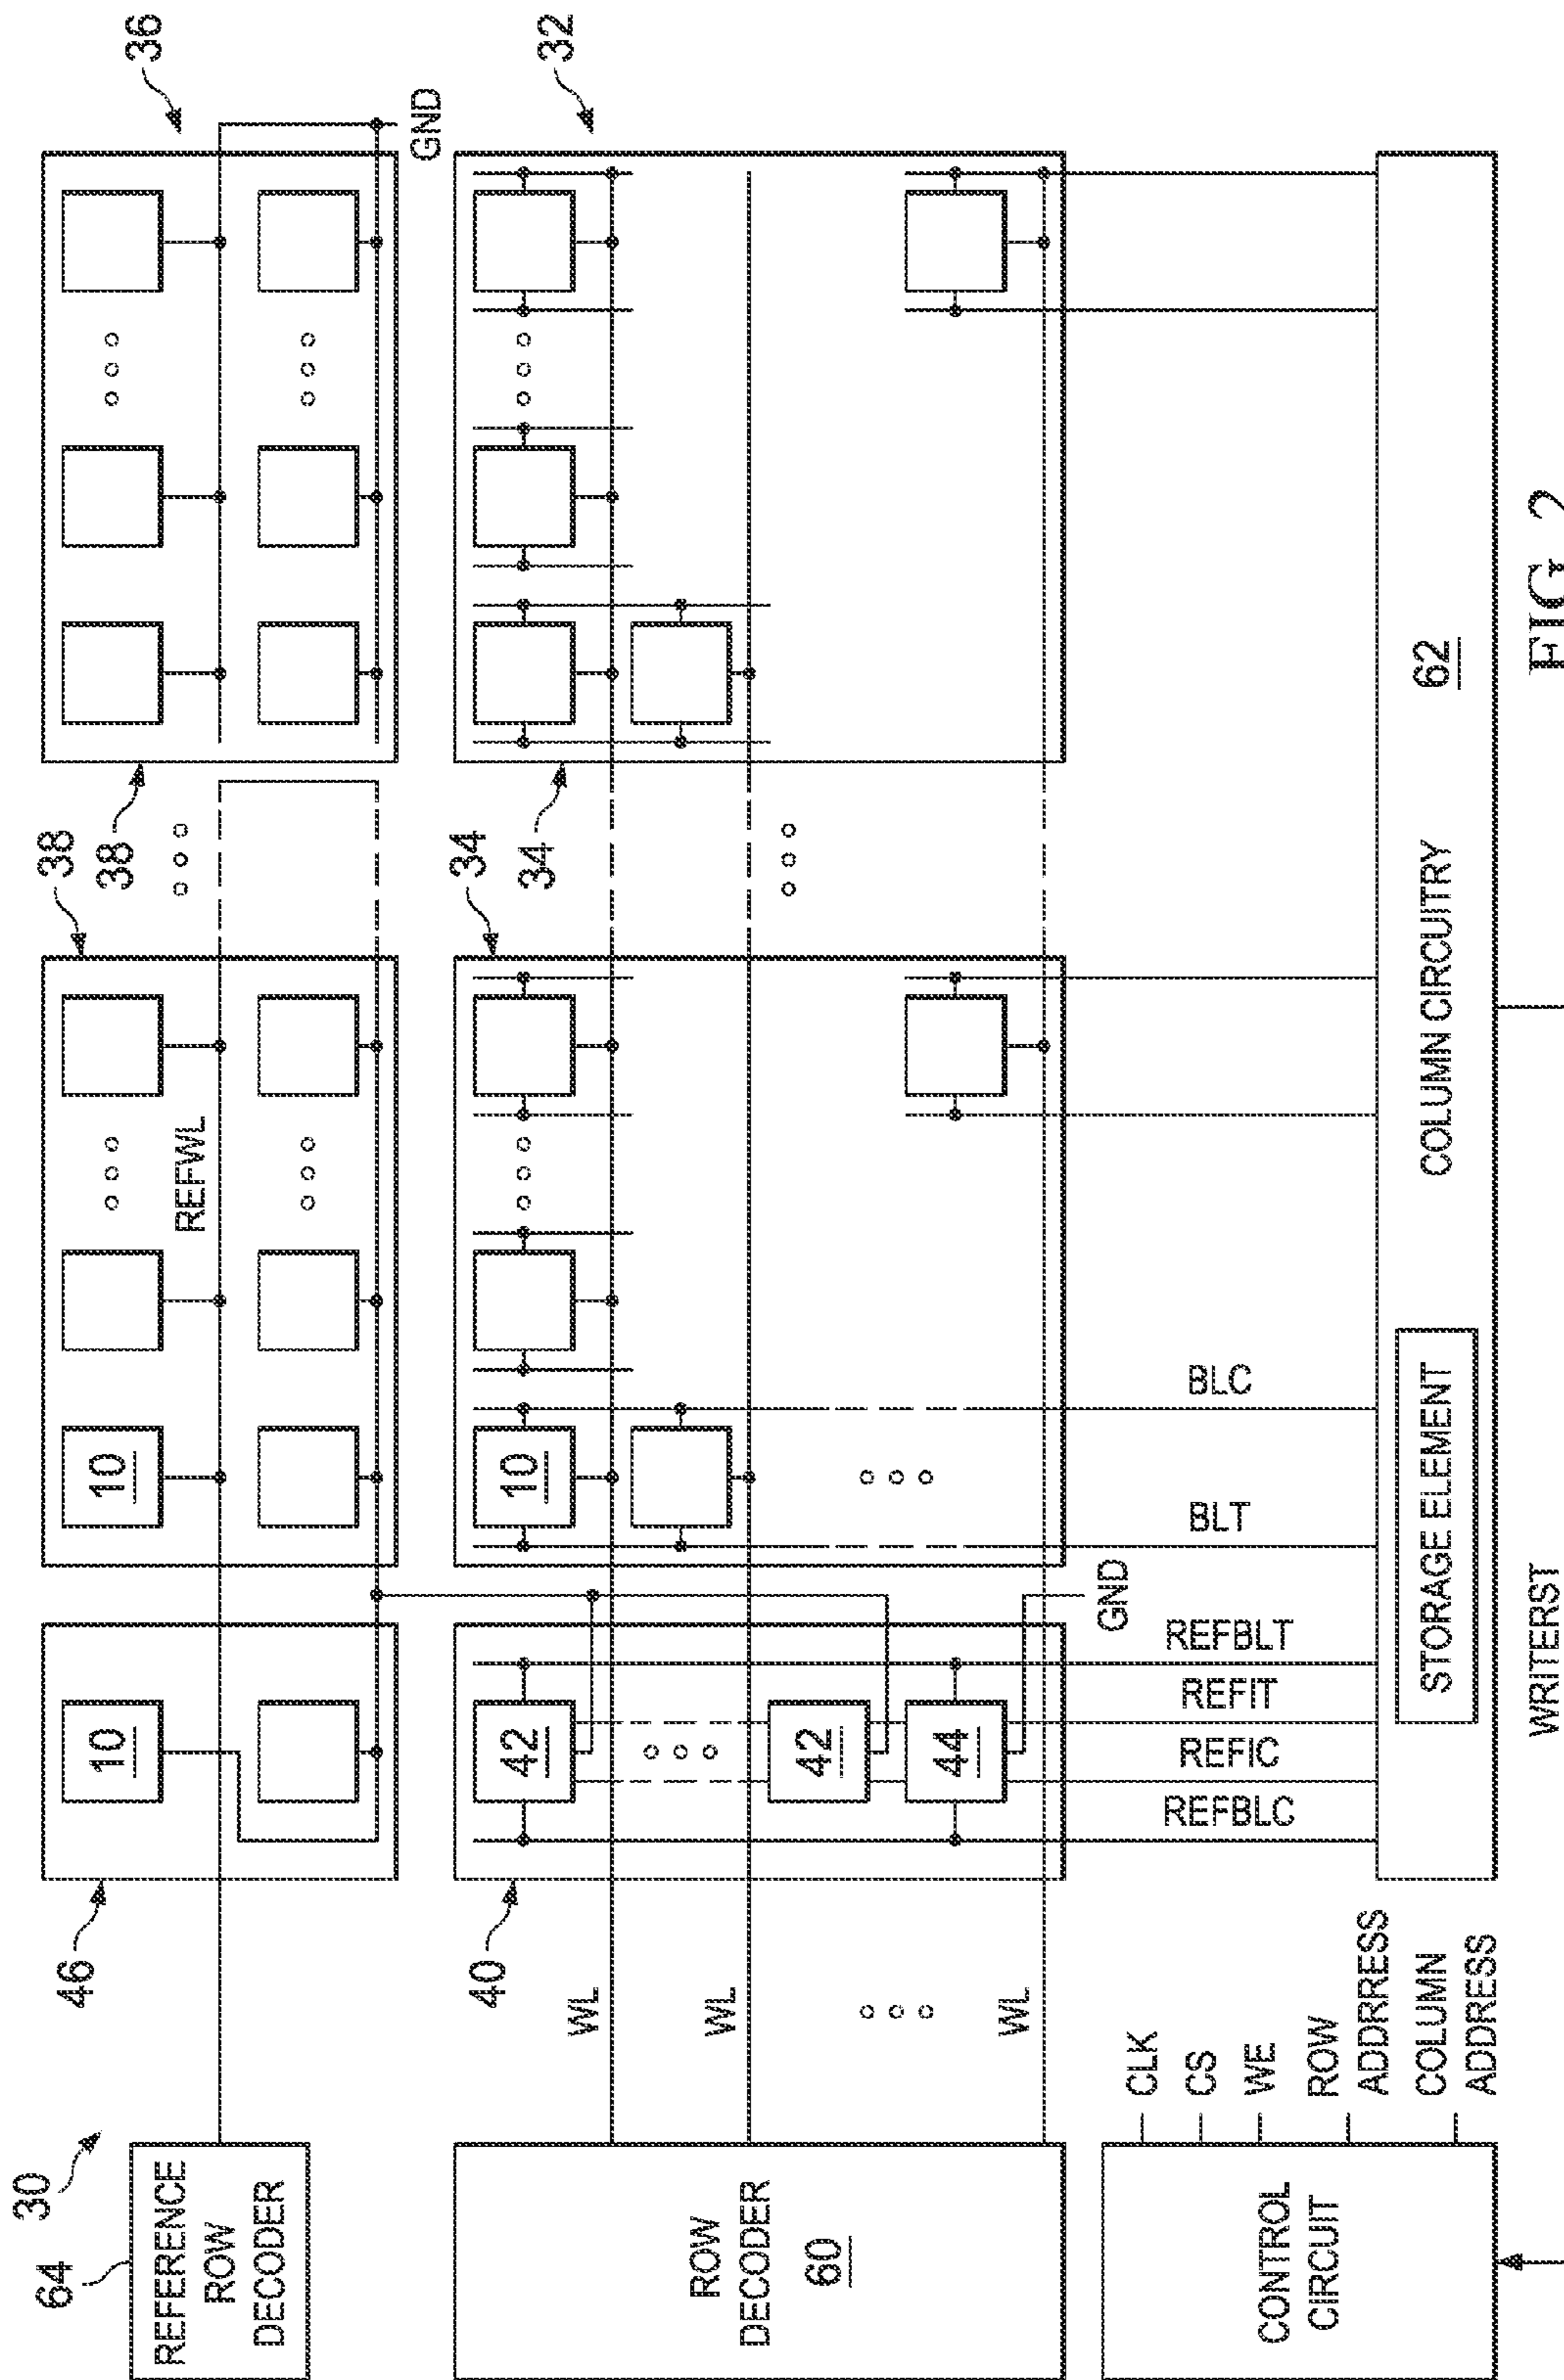 30
64
REFERENCE
ROW
DECODER
46
10
REFWL
10
38
38
36
GND
ROW
DECODER
60
WL
WL
WL
40
42
42
44
GND
10
34
34
32
REFBLC
REFIC
REFIT
REFBLT
BLT
BLC
CONTROL
CIRCUIT
CLK
CS
WE
ROW
ADDRRESS
COLUMN
ADDRESS
STORAGE ELEMENT
COLUMN CIRCUITRY
62
WRITERST
FIG. 2